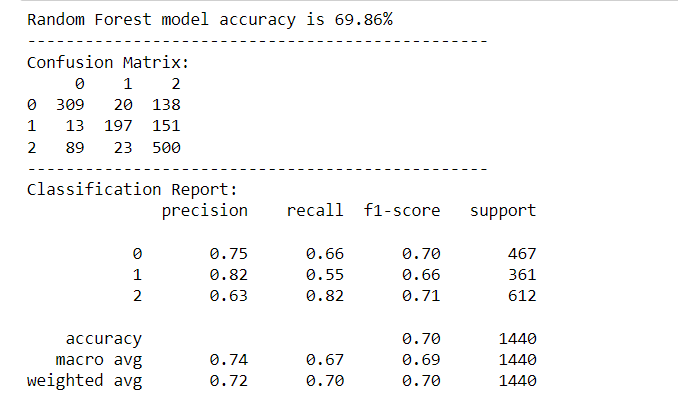 Random Forest model accuracy is 69.86%
------------------------------------------------
Confusion Matrix:
0 1 2
0 309 20 138
1 13 197 151
2 89 23 500
------------------------------------------------
Classification Report:
precision recall f1-score support
0 0.75 0.66 0.70 467
1 0.82 0.55 0.66 361
2 0.63 0.82 0.71 612
accuracy 0.70 1440
macro avg 0.74 0.67 0.69 1440
weighted avg 0.72 0.70 0.70 1440